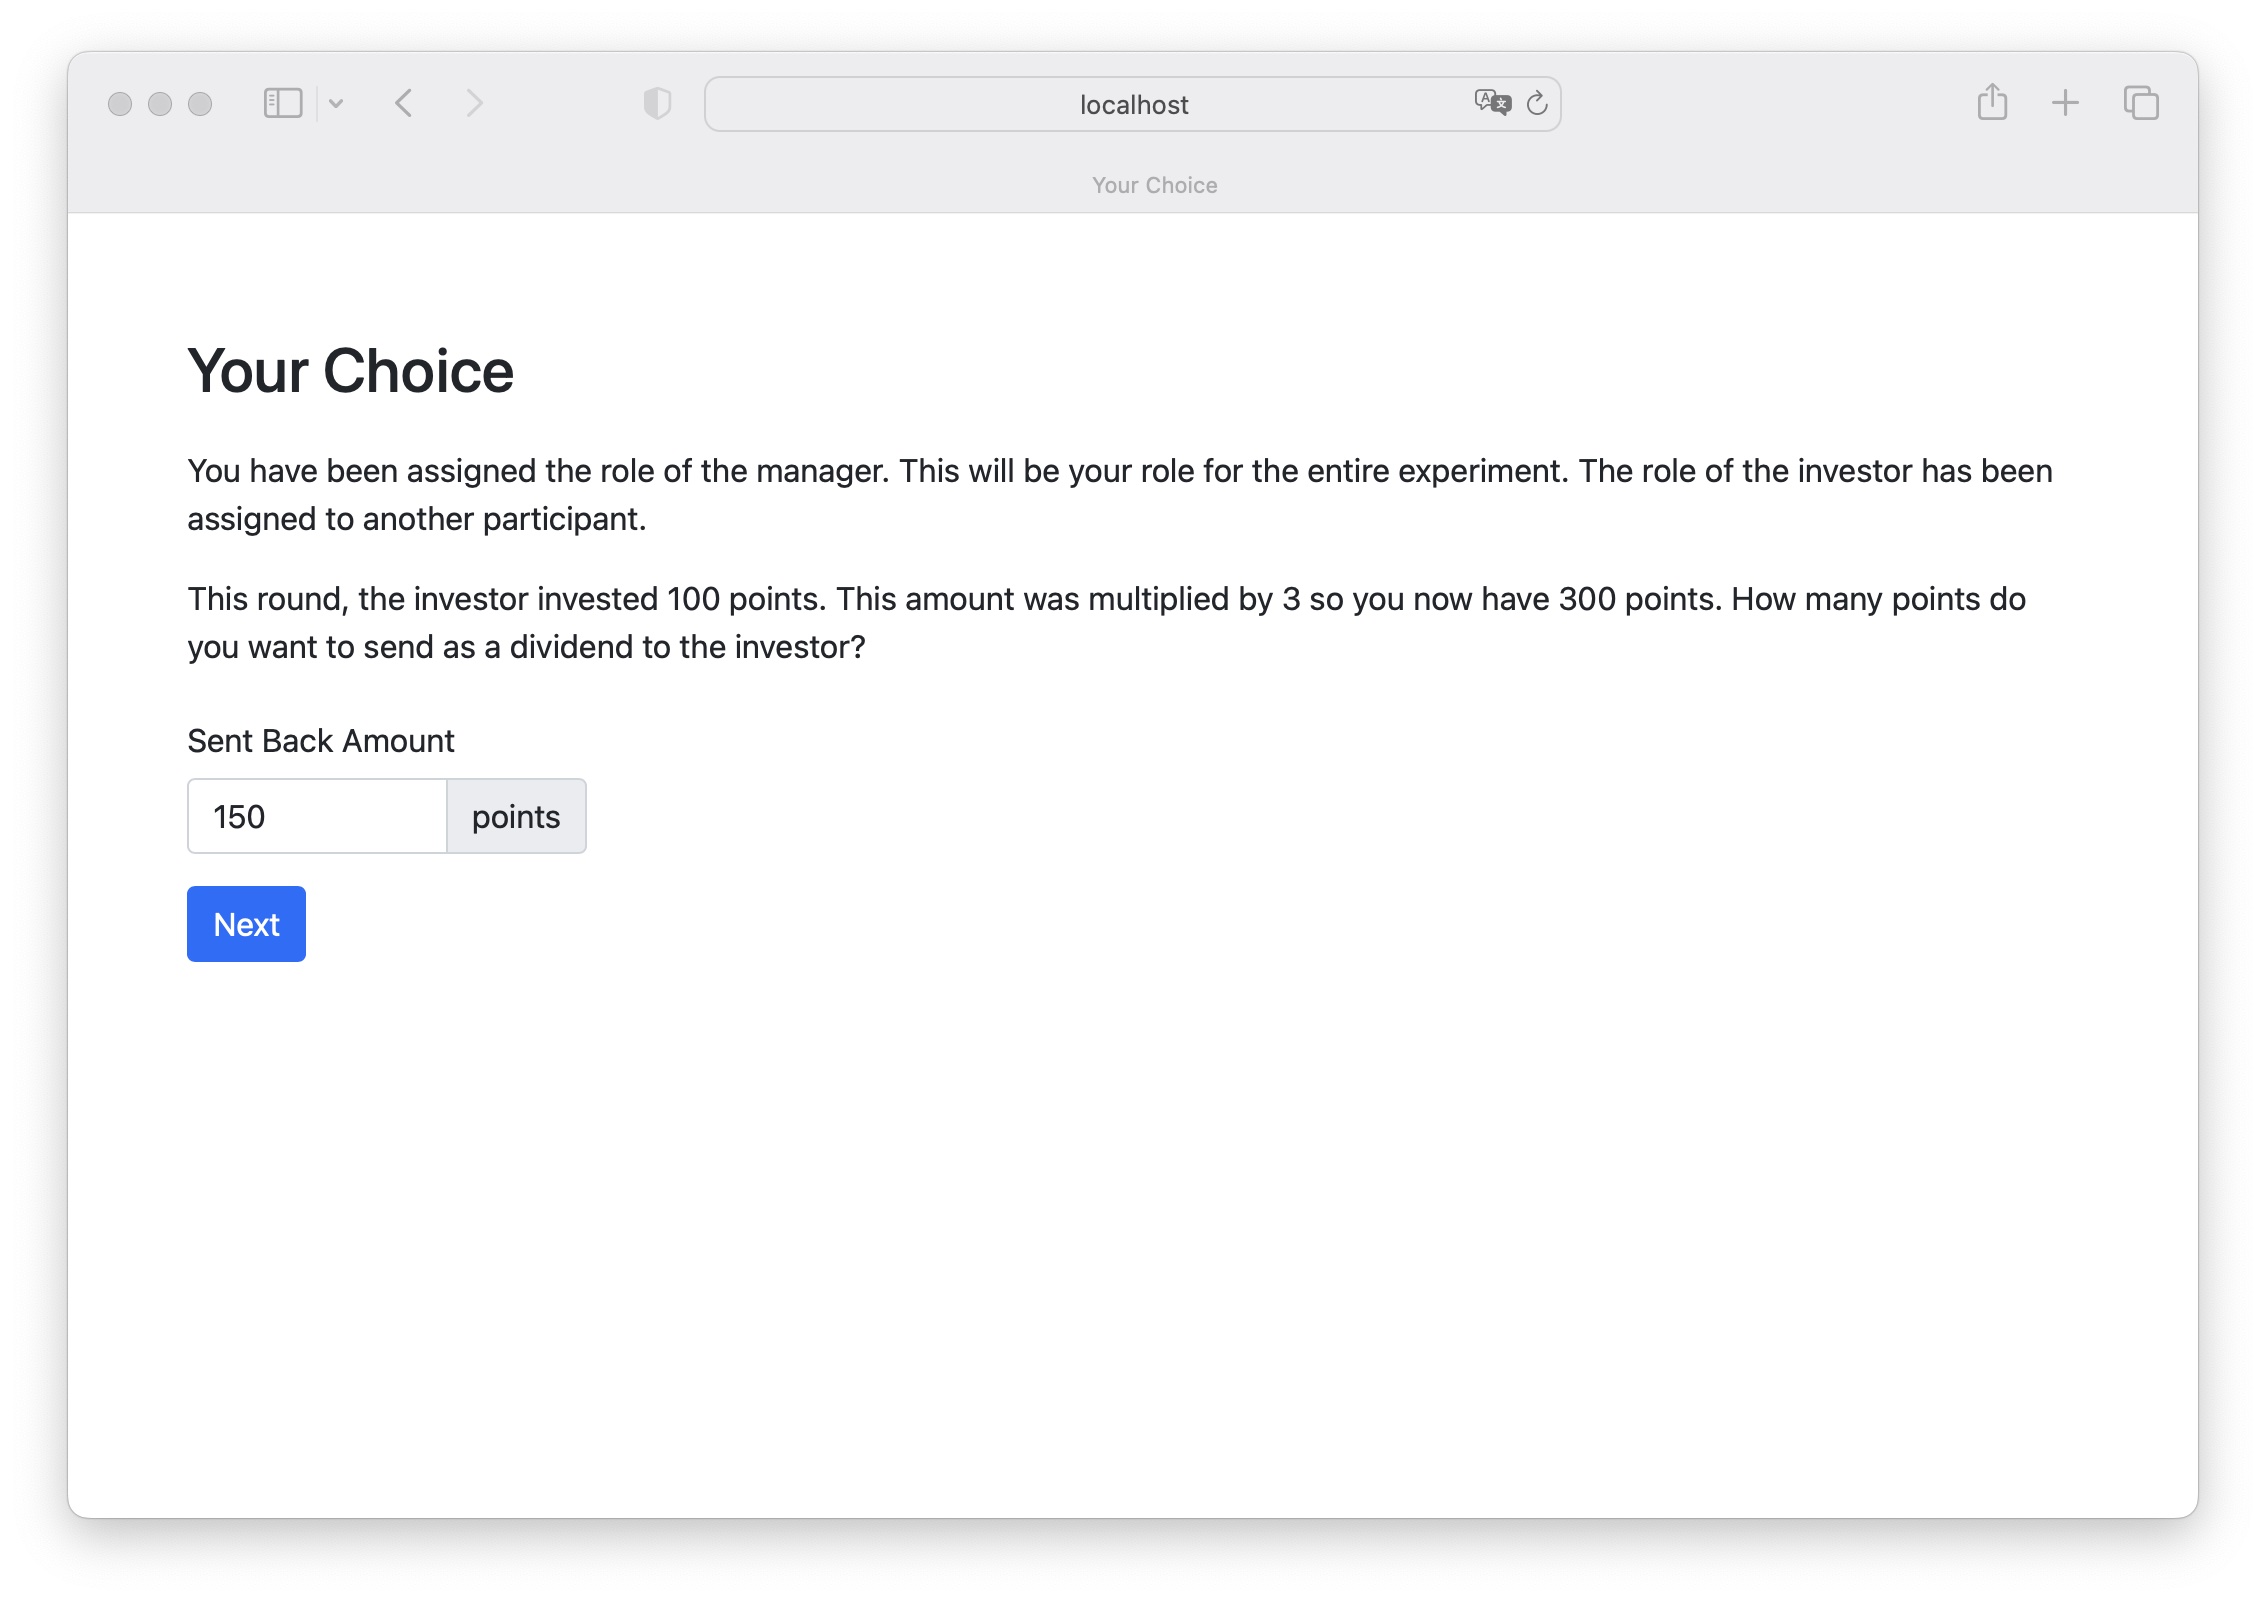 localhost
Your Choice
Your Choice
You have been assigned the role of the manager. This will be your role for the entire experiment. The role of the investor has been
assigned to another participant.
This round, the investor invested 100 points. This amount was multiplied by 3 so you now have 300 points. How many points do
you want to send as a dividend to the investor?
Sent Back Amount
150 points
Next